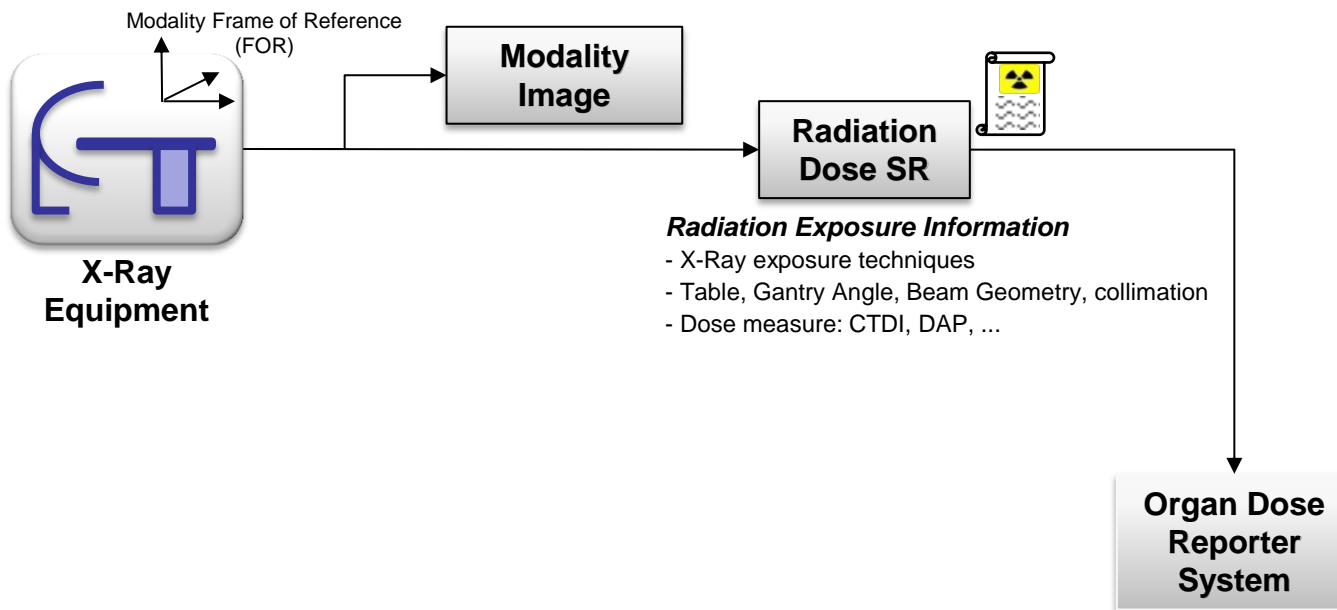 Modality Frame of Reference
(FOR)
Modality
Image
Radiation
Dose SR
X-Ray
Equipment
Radiation Exposure Information
- X-Ray exposure techniques
- Table, Gantry Angle, Beam Geometry, collimation
- Dose measure: CTDI, DAP, ...
Organ Dose
Reporter
System